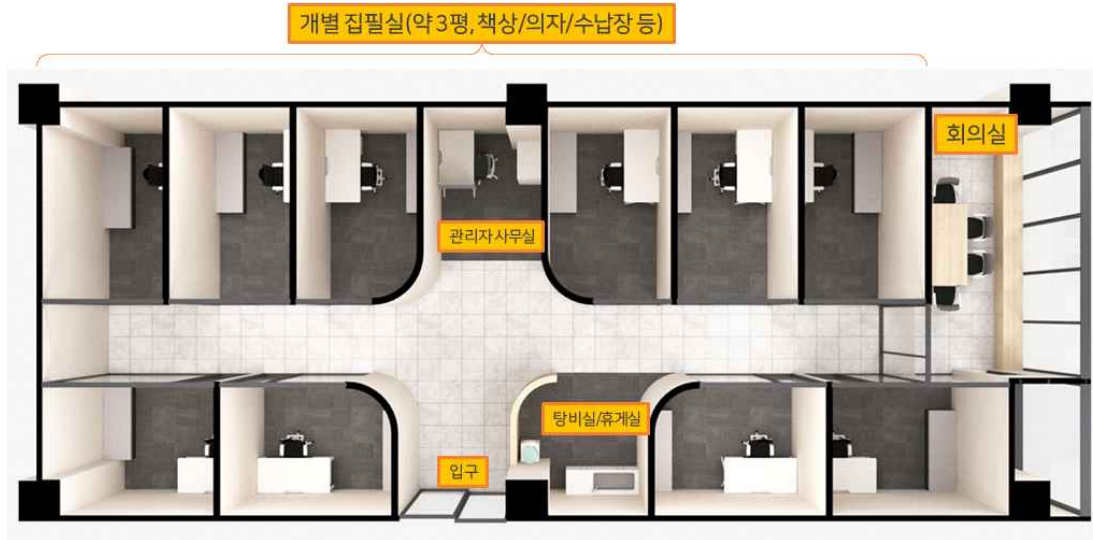 개별 집필실(약 3평, 책상/의자/수납장 등)
회의실
관리자 사무실
탕비실/휴게실
입구